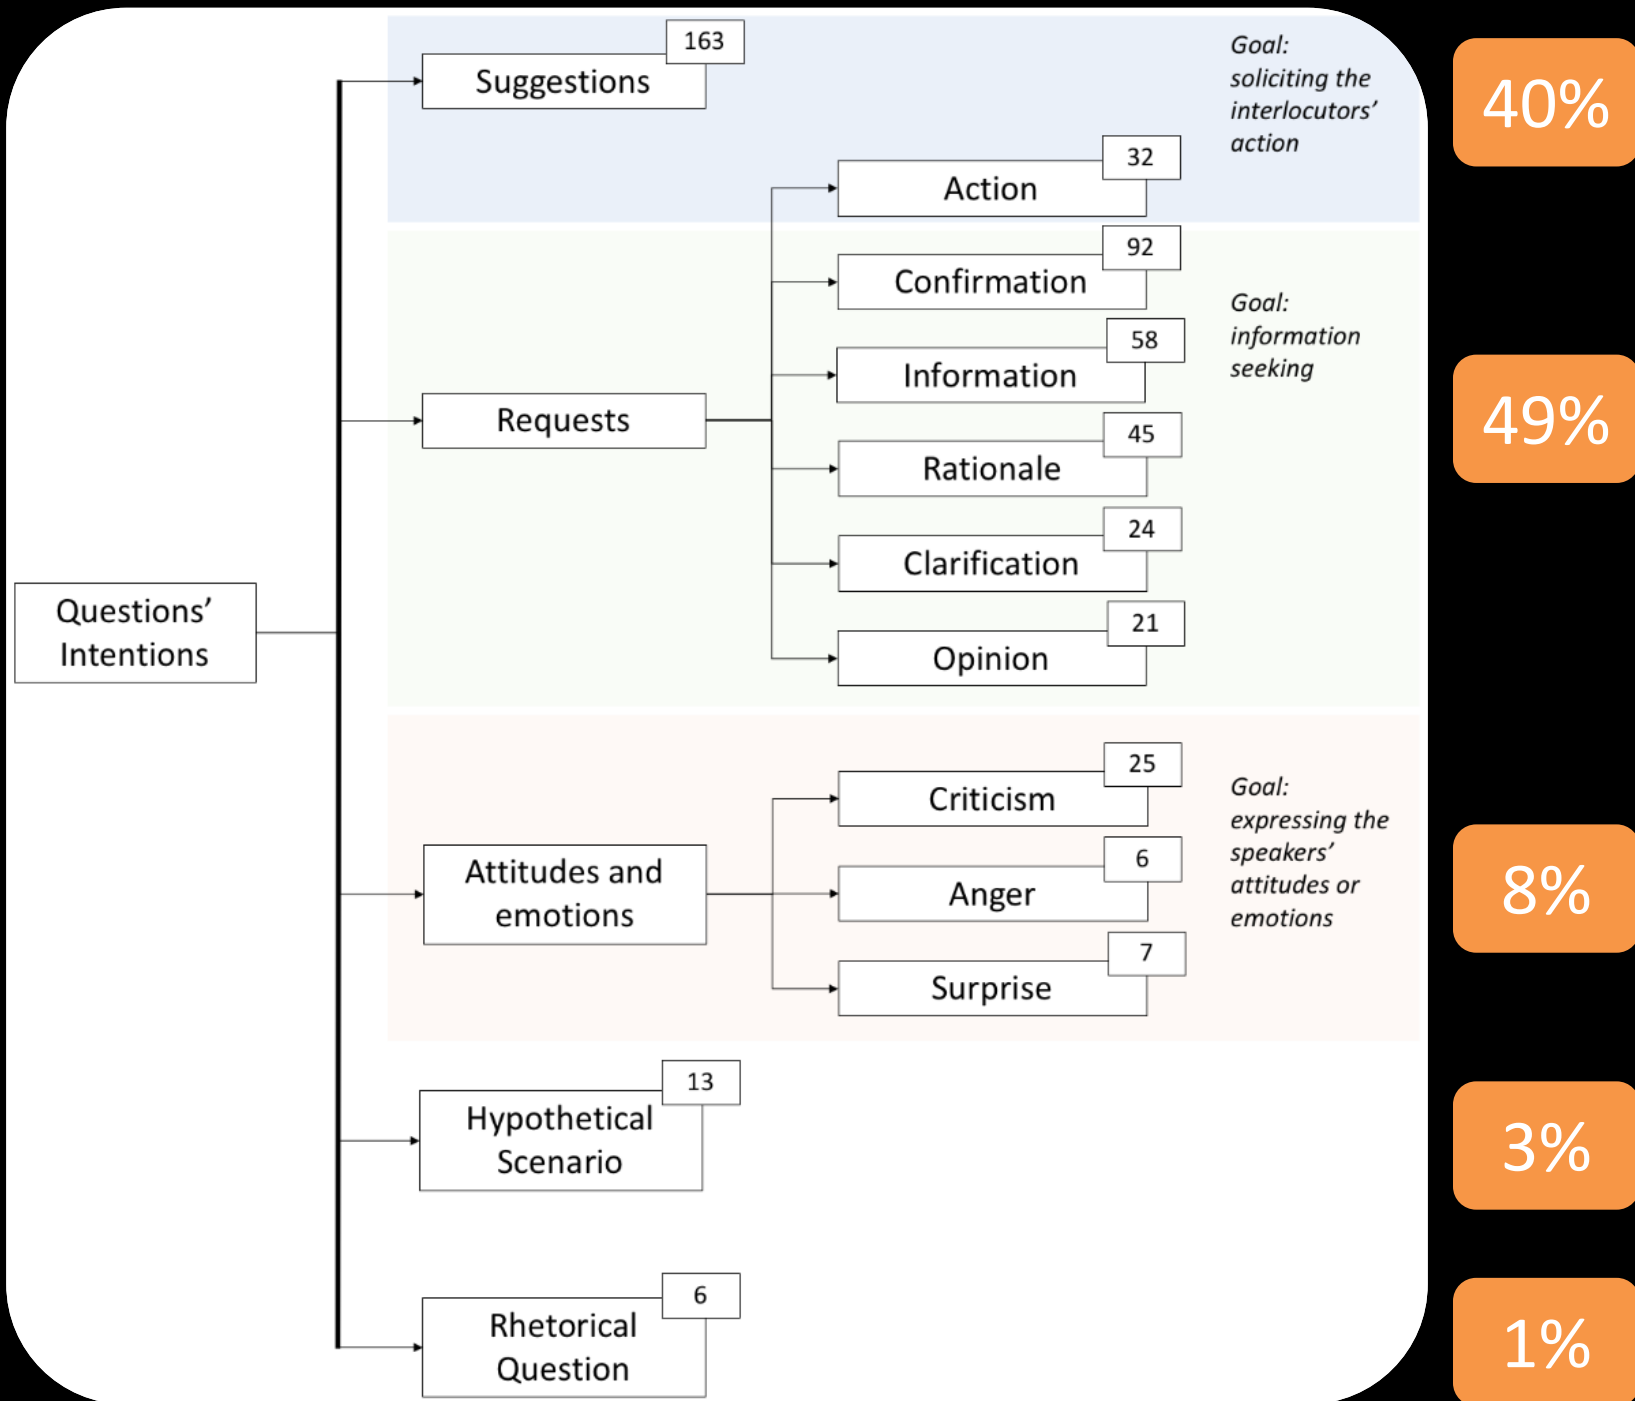 163
Suggestions
Goal:
soliciting the
interlocutors’
action
40%
32
Action
92
Confirmation
Goal:
information
seeking
58
Information
49%
Requests
45
Rationale
24
Clarification
21
Opinion
Questions’
Intentions
25
Criticism
Goal:
expressing the
speakers’
attitudes or
emotions
8%
Attitudes and
emotions
6
Anger
7
Surprise
13
Hypothetical
Scenario
3%
6
Rhetorical
Question
1%